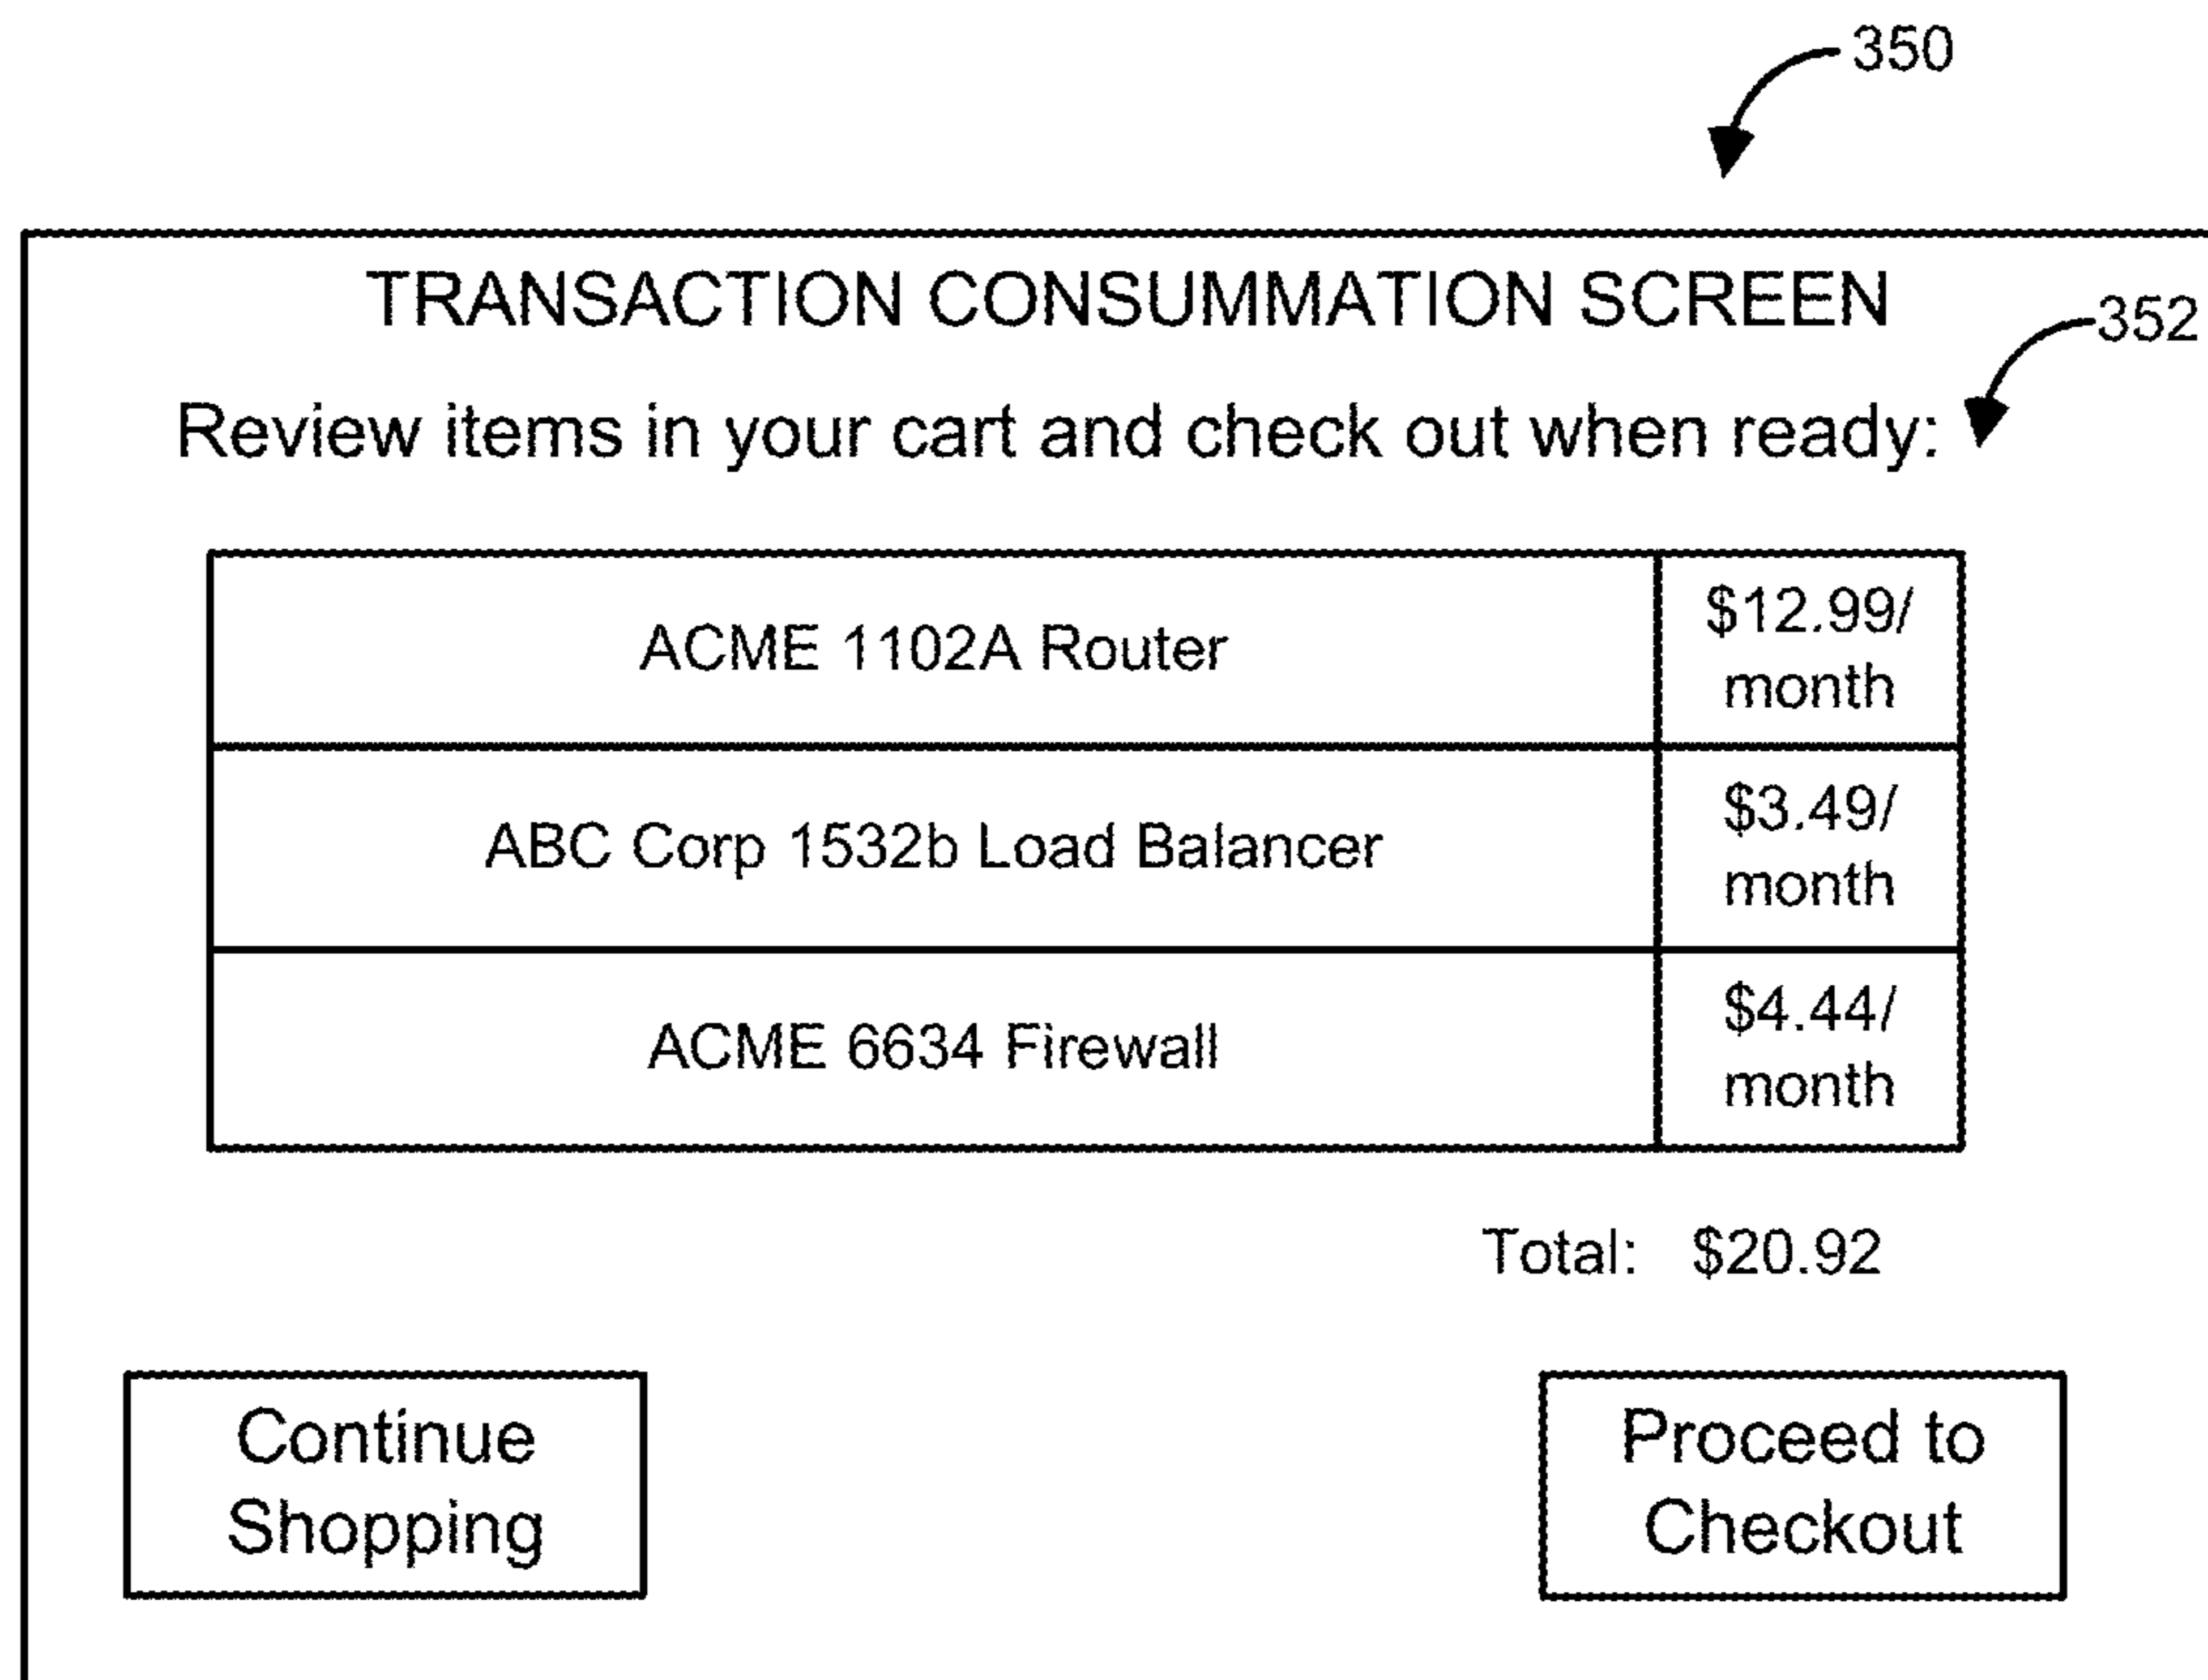 350
TRANSACTION CONSUMMATION SCREEN
352
Review items in your cart and check out when ready:
ACME 1102A Router
$12.99/
month
ABC Corp 1532b Load Balancer
$3.49/
month
ACME 6634 Firewall
$4.44/
month
Total: $20.92
Continue
Shopping
Proceed to
Checkout